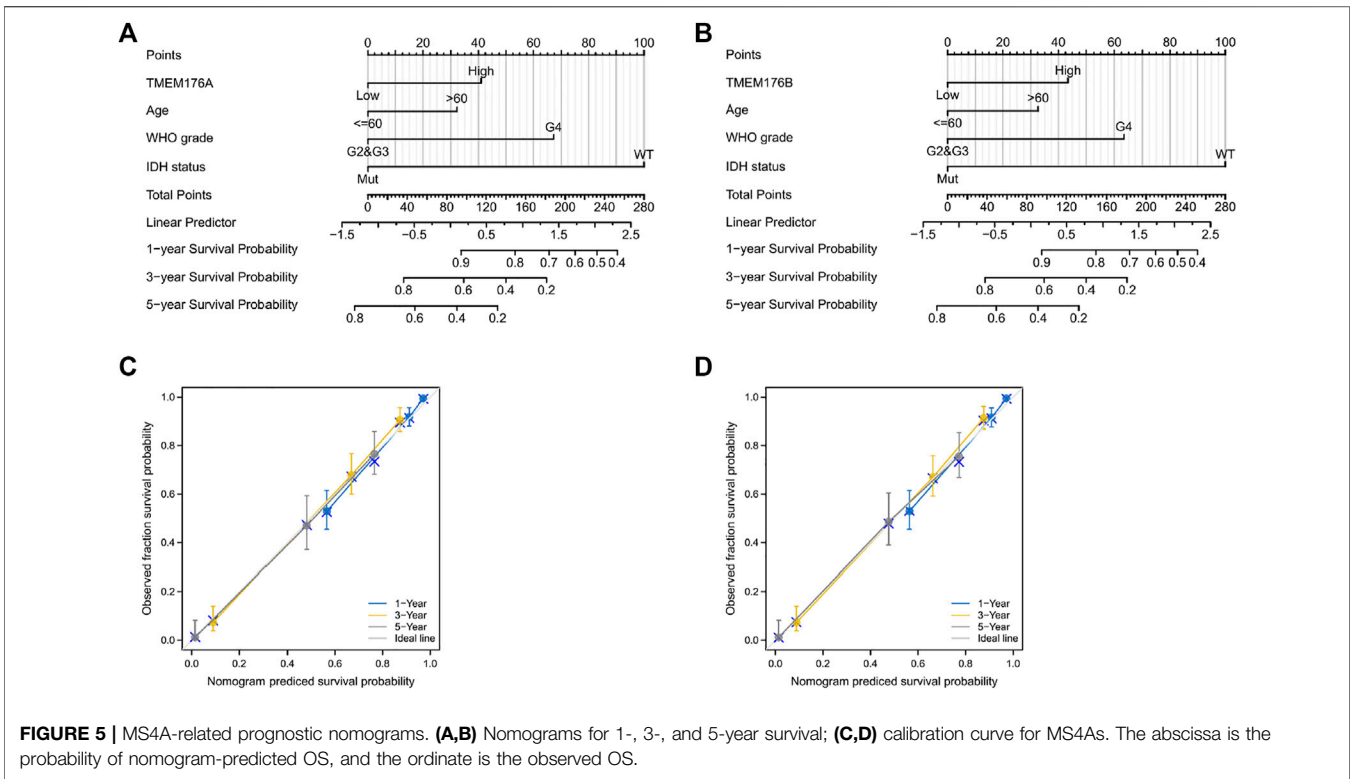 A
Points
0 20 40 60 80 100
TMEM176A
High
Low
Age
>60
<=60
WHO grade
G4
G2&G3
IDH status
WT
Mut
Total Points
0 40 80 120 160 200 240 280
Linear Predictor
−1.5 −0.5 0.5 1.5 2.5
1−year Survival Probability
0.9 0.8 0.7 0.6 0.5 0.4
3−year Survival Probability
0.8 0.6 0.4 0.2
5−year Survival Probability
0.8 0.6 0.4 0.2
B
Points
0 20 40 60 80 100
TMEM176B
High
Low
Age
>60
<=60
WHO grade
G4
G2&G3
IDH status
WT
Mut
Total Points
0 40 80 120 160 200 240 280
Linear Predictor
−1.5 −0.5 0.5 1.5 2.5
1−year Survival Probability
0.9 0.8 0.7 0.6 0.5 0.4
3−year Survival Probability
0.8 0.6 0.4 0.2
5−year Survival Probability
0.8 0.6 0.4 0.2
C
Observed fraction survival probability
1.0
0.8
0.6
0.4
0.2
0.0
1−Year
3−Year
5−Year
Ideal line
0.0 0.2 0.4 0.6 0.8 1.0
Nomogram prediced survival probability
D
Observed fraction survival probability
1.0
0.8
0.6
0.4
0.2
0.0
1−Year
3−Year
5−Year
Ideal line
0.0 0.2 0.4 0.6 0.8 1.0
Nomogram prediced survival probability
FIGURE 5 | MS4A-related prognostic nomograms. (A,B) Nomograms for 1-, 3-, and 5-year survival; (C,D) calibration curve for MS4As. The abscissa is the
probability of nomogram-predicted OS, and the ordinate is the observed OS.